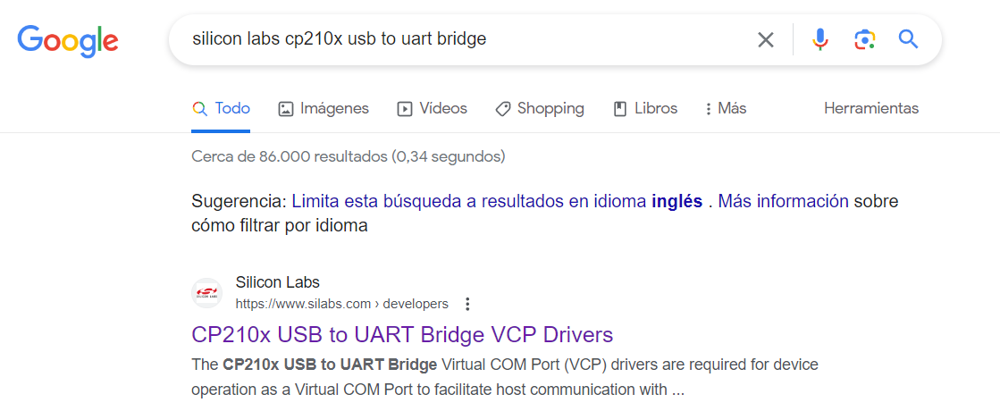 Google
silicon labs cp210x usb to uart bridge
Todo Imágenes Vídeos Shopping Libros Más Herramientas
Cerca de 86.000 resultados (0,34 segundos)
Sugerencia: Limita esta búsqueda a resultados en idioma inglés . Más información sobre
cómo filtrar por idioma
Silicon Labs
SILICON LABS
https://www.silabs.com › developers
CP210x USB to UART Bridge VCP Drivers
The CP210x USB to UART Bridge Virtual COM Port (VCP) drivers are required for device
operation as a Virtual COM Port to facilitate host communication with ...